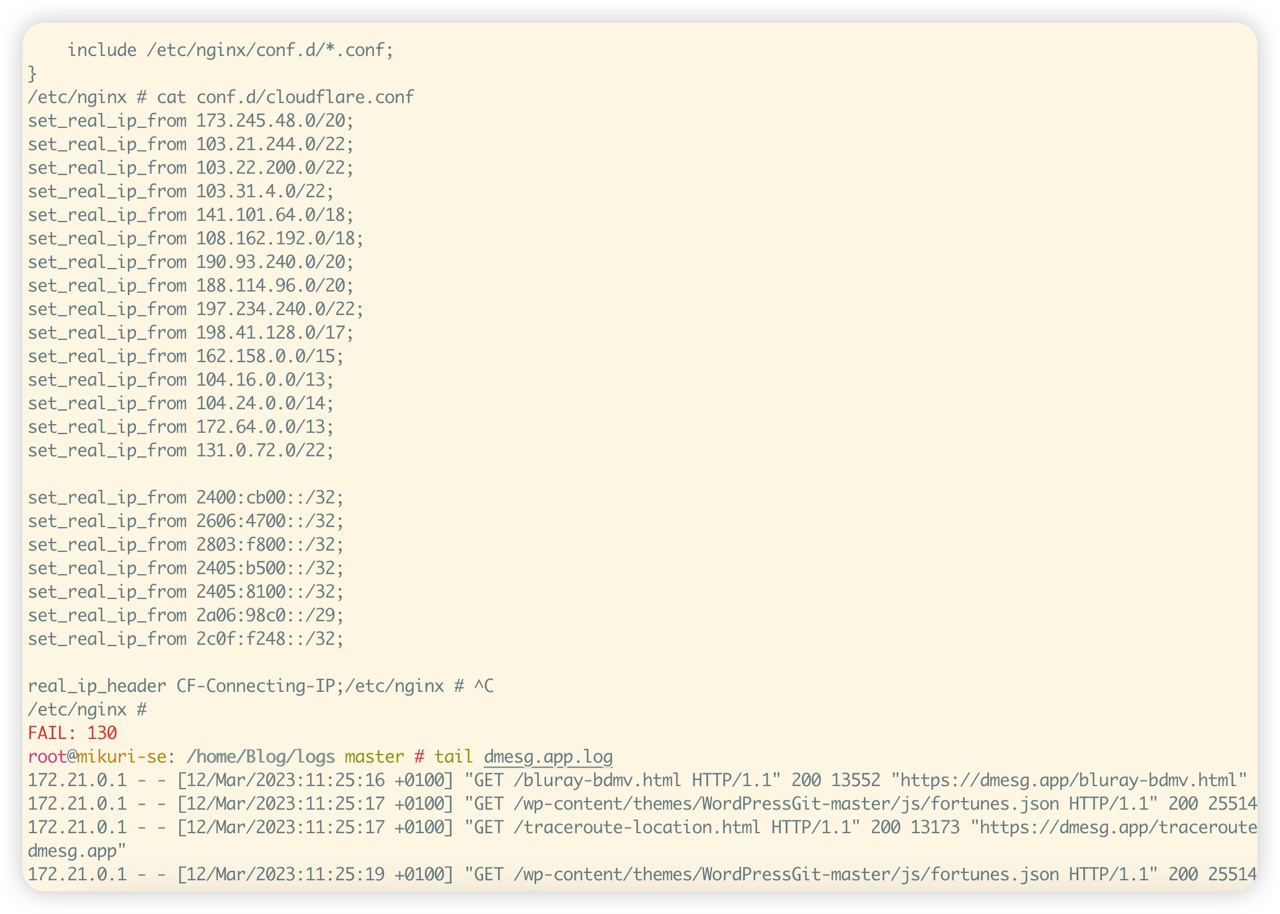 include /etc/nginx/conf.d/*.conf;
}
/etc/nginx # cat conf.d/cloudflare.conf
set_real_ip_from 173.245.48.0/20;
set_real_ip_from 103.21.244.0/22;
set_real_ip_from 103.22.200.0/22;
set_real_ip_from 103.31.4.0/22;
set_real_ip_from 141.101.64.0/18;
set_real_ip_from 108.162.192.0/18;
set_real_ip_from 190.93.240.0/20;
set_real_ip_from 188.114.96.0/20;
set_real_ip_from 197.234.240.0/22;
set_real_ip_from 198.41.128.0/17;
set_real_ip_from 162.158.0.0/15;
set_real_ip_from 104.16.0.0/13;
set_real_ip_from 104.24.0.0/14;
set_real_ip_from 172.64.0.0/13;
set_real_ip_from 131.0.72.0/22;

set_real_ip_from 2400:cb00::/32;
set_real_ip_from 2606:4700::/32;
set_real_ip_from 2803:f800::/32;
set_real_ip_from 2405:b500::/32;
set_real_ip_from 2405:8100::/32;
set_real_ip_from 2a06:98c0::/29;
set_real_ip_from 2c0f:f248::/32;

real_ip_header CF-Connecting-IP;/etc/nginx # ^C
/etc/nginx #
FAIL: 130
root@mikuri-se: /home/Blog/logs master # tail dmesg.app.log
172.21.0.1 - - [12/Mar/2023:11:25:16 +0100] "GET /bluray-bdmv.html HTTP/1.1" 200 13552 "https://dmesg.app/bluray-bdmv.html"
172.21.0.1 - - [12/Mar/2023:11:25:17 +0100] "GET /wp-content/themes/WordPressGit-master/js/fortunes.json HTTP/1.1" 200 25514
172.21.0.1 - - [12/Mar/2023:11:25:17 +0100] "GET /traceroute-location.html HTTP/1.1" 200 13173 "https://dmesg.app/traceroute
dmesg.app"
172.21.0.1 - - [12/Mar/2023:11:25:19 +0100] "GET /wp-content/themes/WordPressGit-master/js/fortunes.json HTTP/1.1" 200 25514